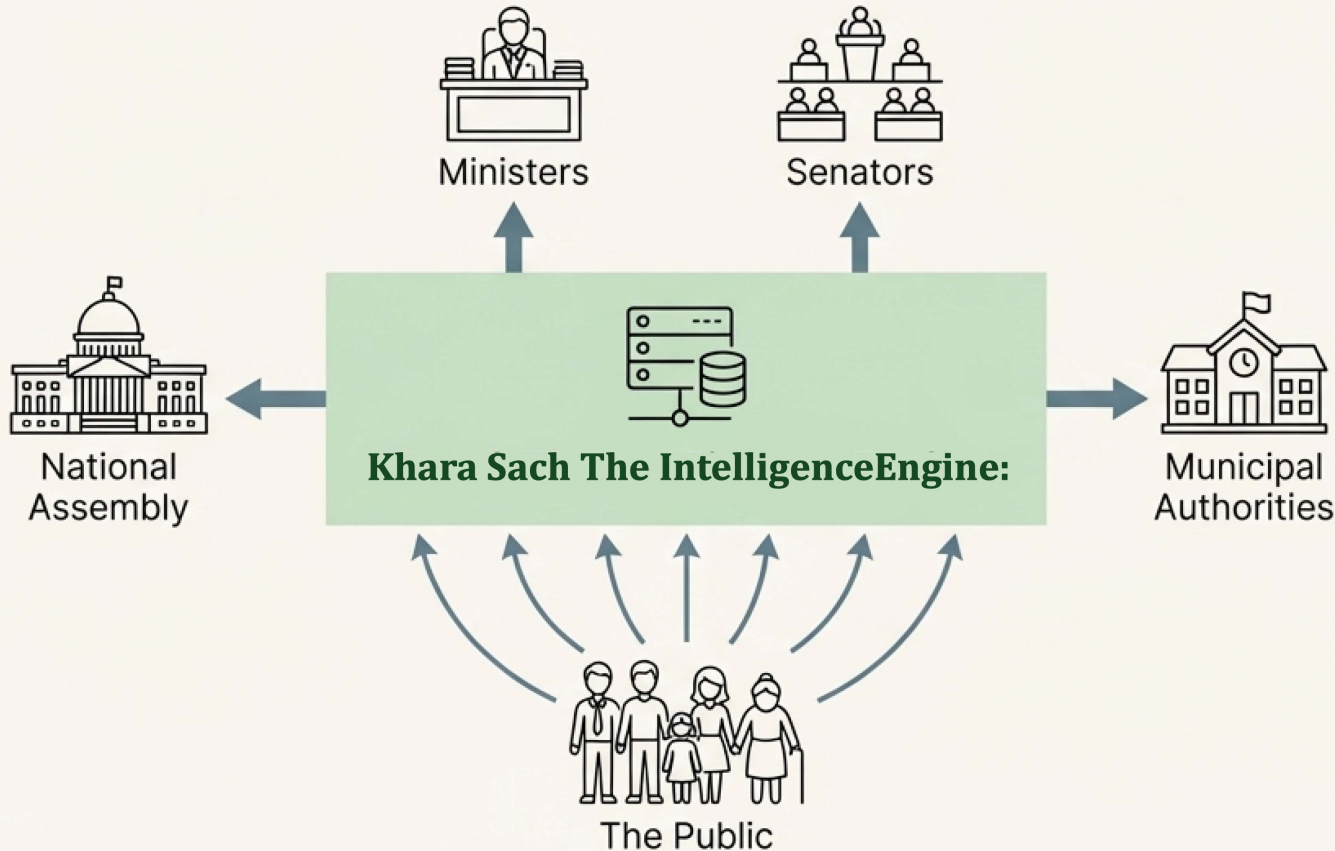 Ministers
Senators
National
Assembly
Khara Sach The IntelligenceEngine:
Municipal
Authorities
The Public